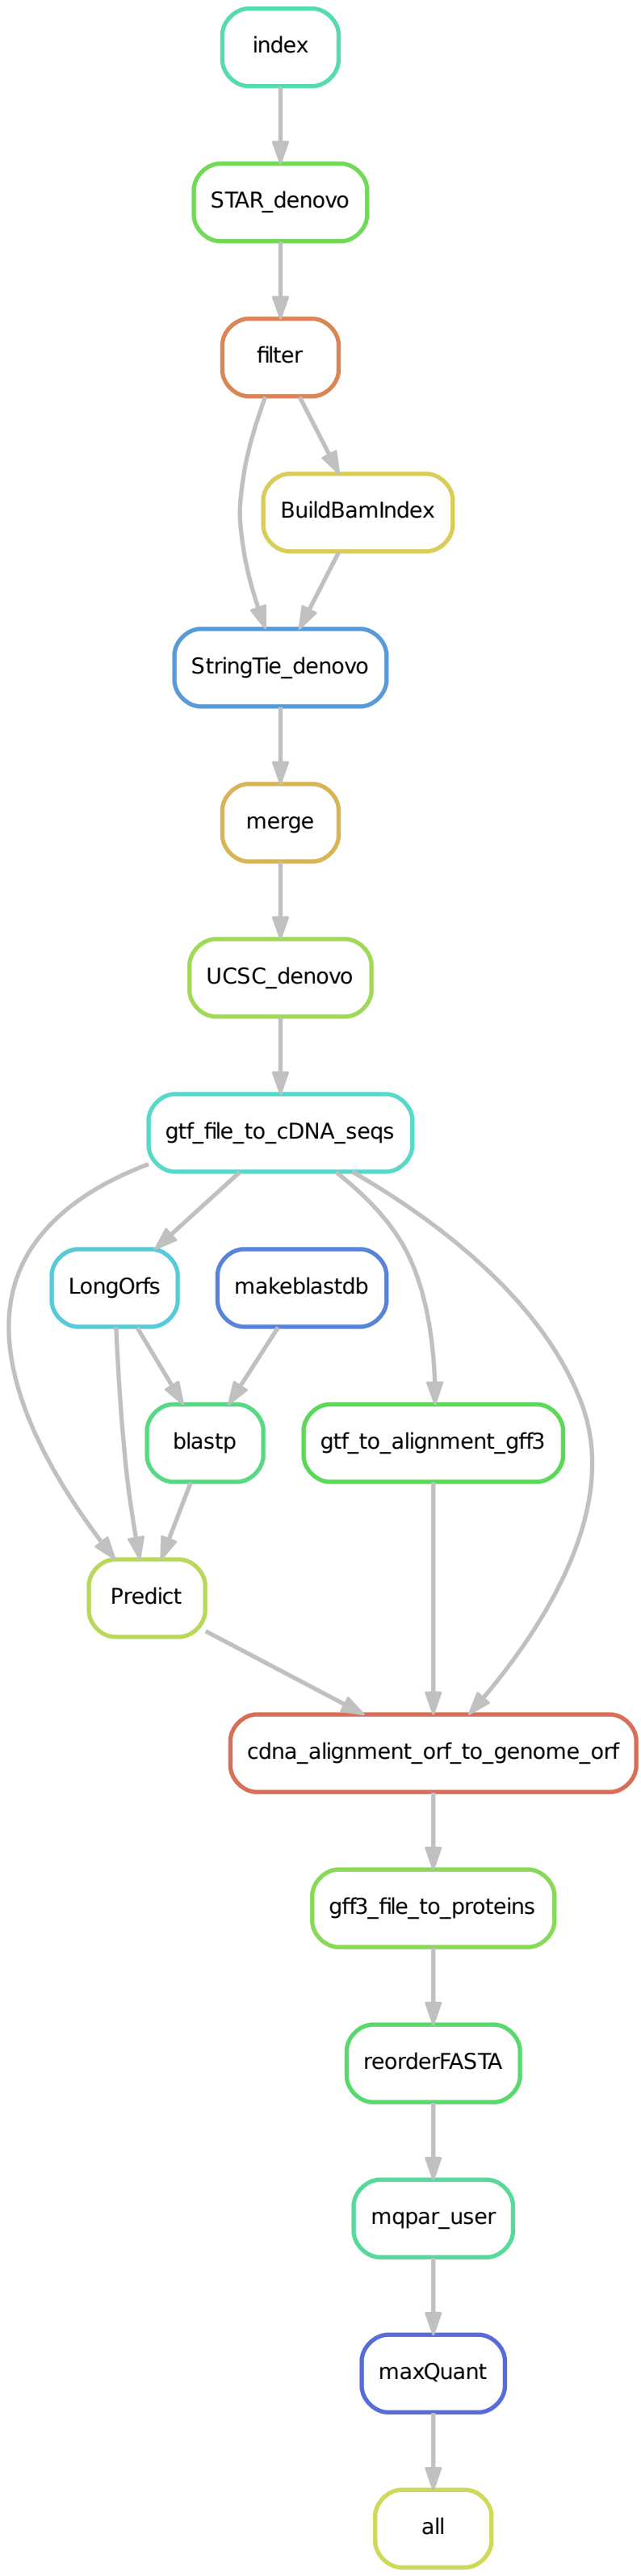 index
STAR_denovo
filter
BuildBamIndex
StringTie_denovo
merge
UCSC_denovo
gtf_file_to_cDNA_seqs
LongOrfs
makeblastdb
blastp
gtf_to_alignment_gff3
Predict
cdna_alignment_orf_to_genome_orf
gff3_file_to_proteins
reorderFASTA
mqpar_user
maxQuant
all